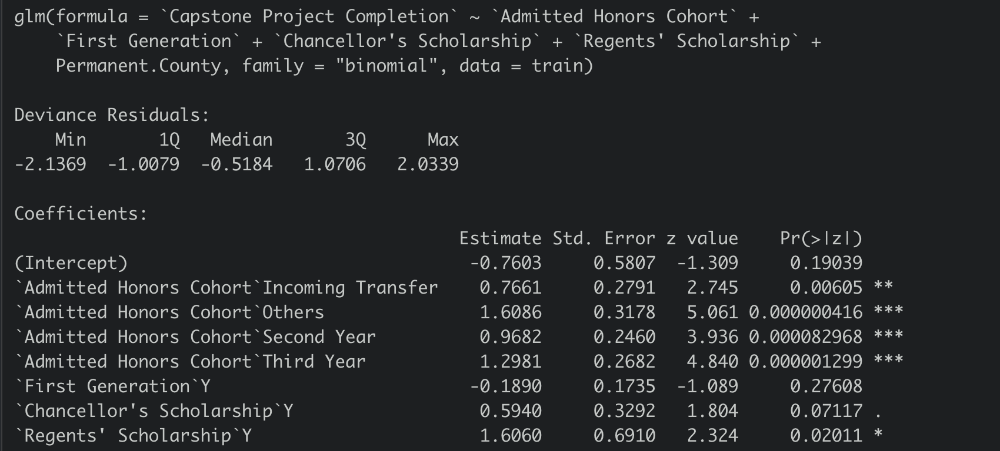 glm(formula = `Capstone Project Completion` ~ `Admitted Honors Cohort` +
    `First Generation` + `Chancellor's Scholarship` + `Regents' Scholarship` +
    Permanent.County, family = "binomial", data = train)
Deviance Residuals:
    Min       1Q   Median       3Q      Max
-2.1369  -1.0079  -0.5184   1.0706   2.0339
Coefficients:
                                           Estimate Std. Error z value    Pr(>|z|)
(Intercept)                                 -0.7603     0.5807  -1.309     0.19039
`Admitted Honors Cohort`Incoming Transfer    0.7661     0.2791   2.745     0.00605 **
`Admitted Honors Cohort`Others               1.6086     0.3178   5.061 0.000000416 ***
`Admitted Honors Cohort`Second Year          0.9682     0.2460   3.936 0.000082968 ***
`Admitted Honors Cohort`Third Year           1.2981     0.2682   4.840 0.000001299 ***
`First Generation`Y                         -0.1890     0.1735  -1.089     0.27608
`Chancellor's Scholarship`Y                  0.5940     0.3292   1.804     0.07117 .
`Regents' Scholarship`Y                      1.6060     0.6910   2.324     0.02011 *